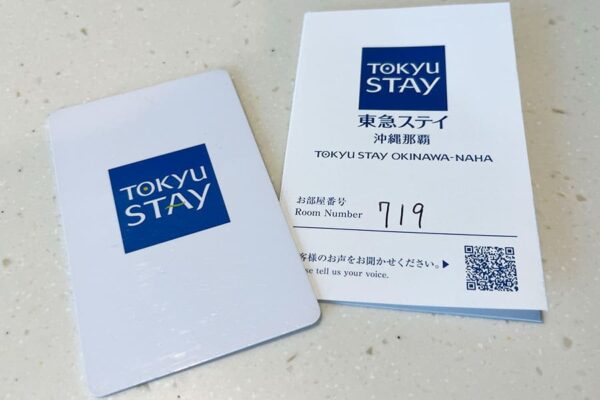 TOKYU
STAY
TOKYU
STAY
東急ステイ
沖縄那覇
TOKYU STAY OKINAWA-NAHA
お部屋番号
Room Number 719
客様のお声をお聞かせください。▶
tell us your voice.